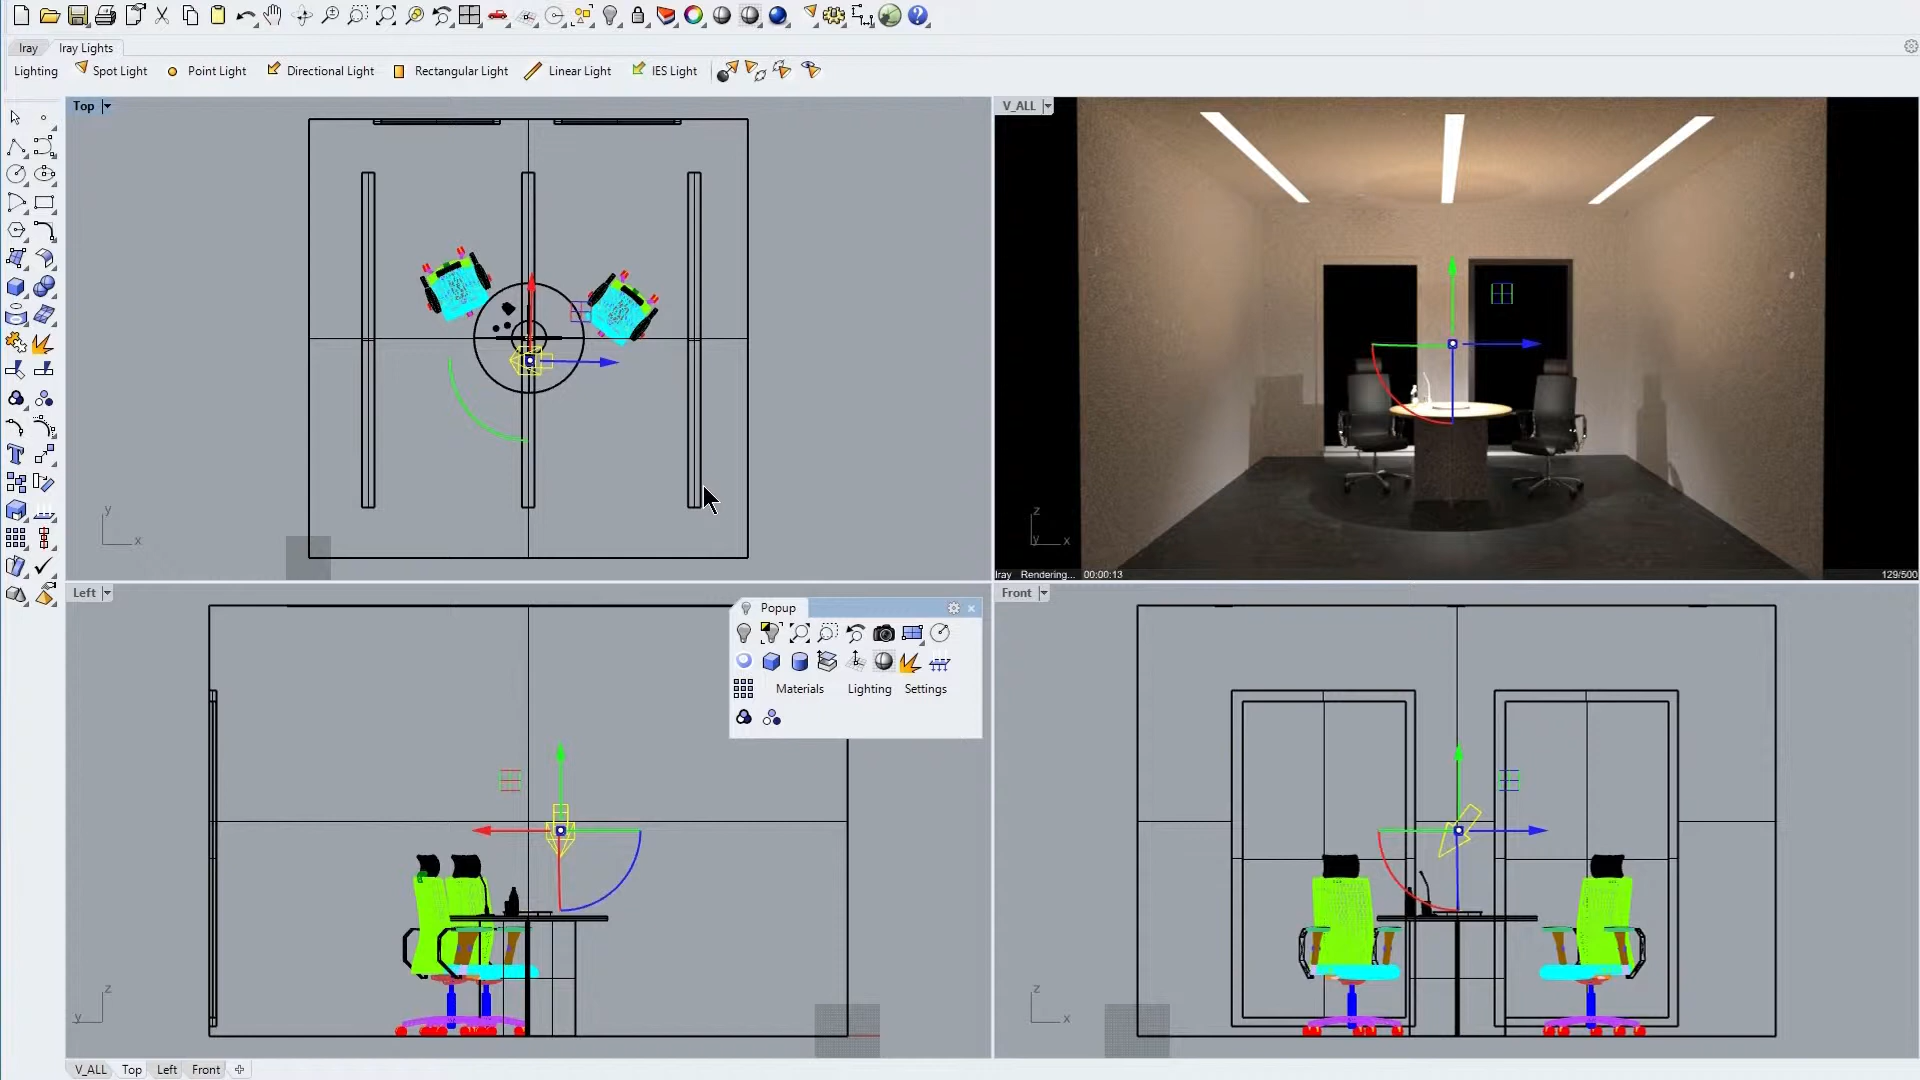 Iray Iray Lights
Lighting Spot Light Point Light Directional Light Rectangular Light Linear Light IES Light
Top
V_ALL
y
x
z
y
x
Iray Rendering... 00:00:13 129/500
Left
Popup
Materials Lighting Settings
z
y
Front
z
x
V_ALL Top Left Front